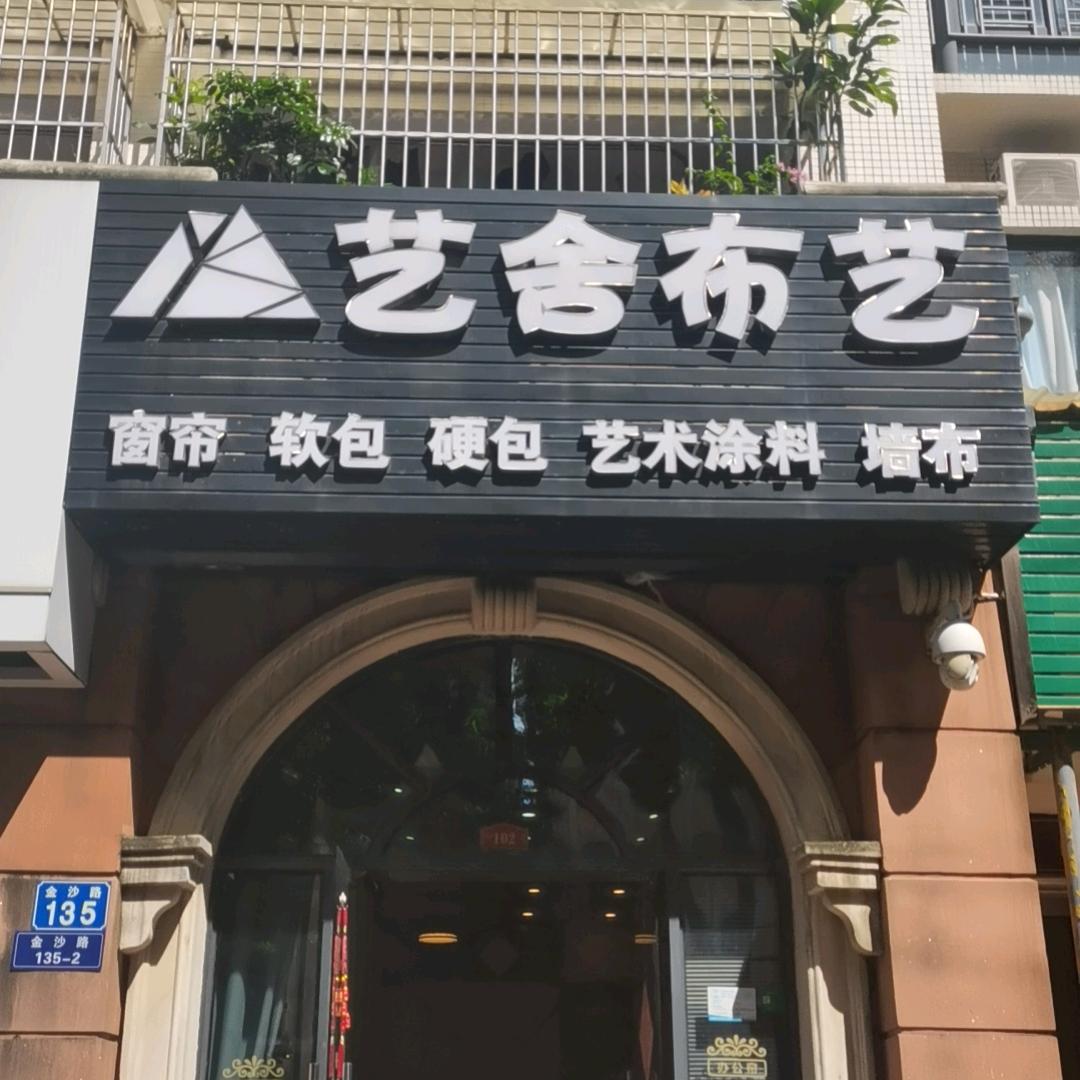 艺舍布艺
窗帘 软包 硬包 艺术涂料 墙布
102
金沙路
135
金沙路
135-2